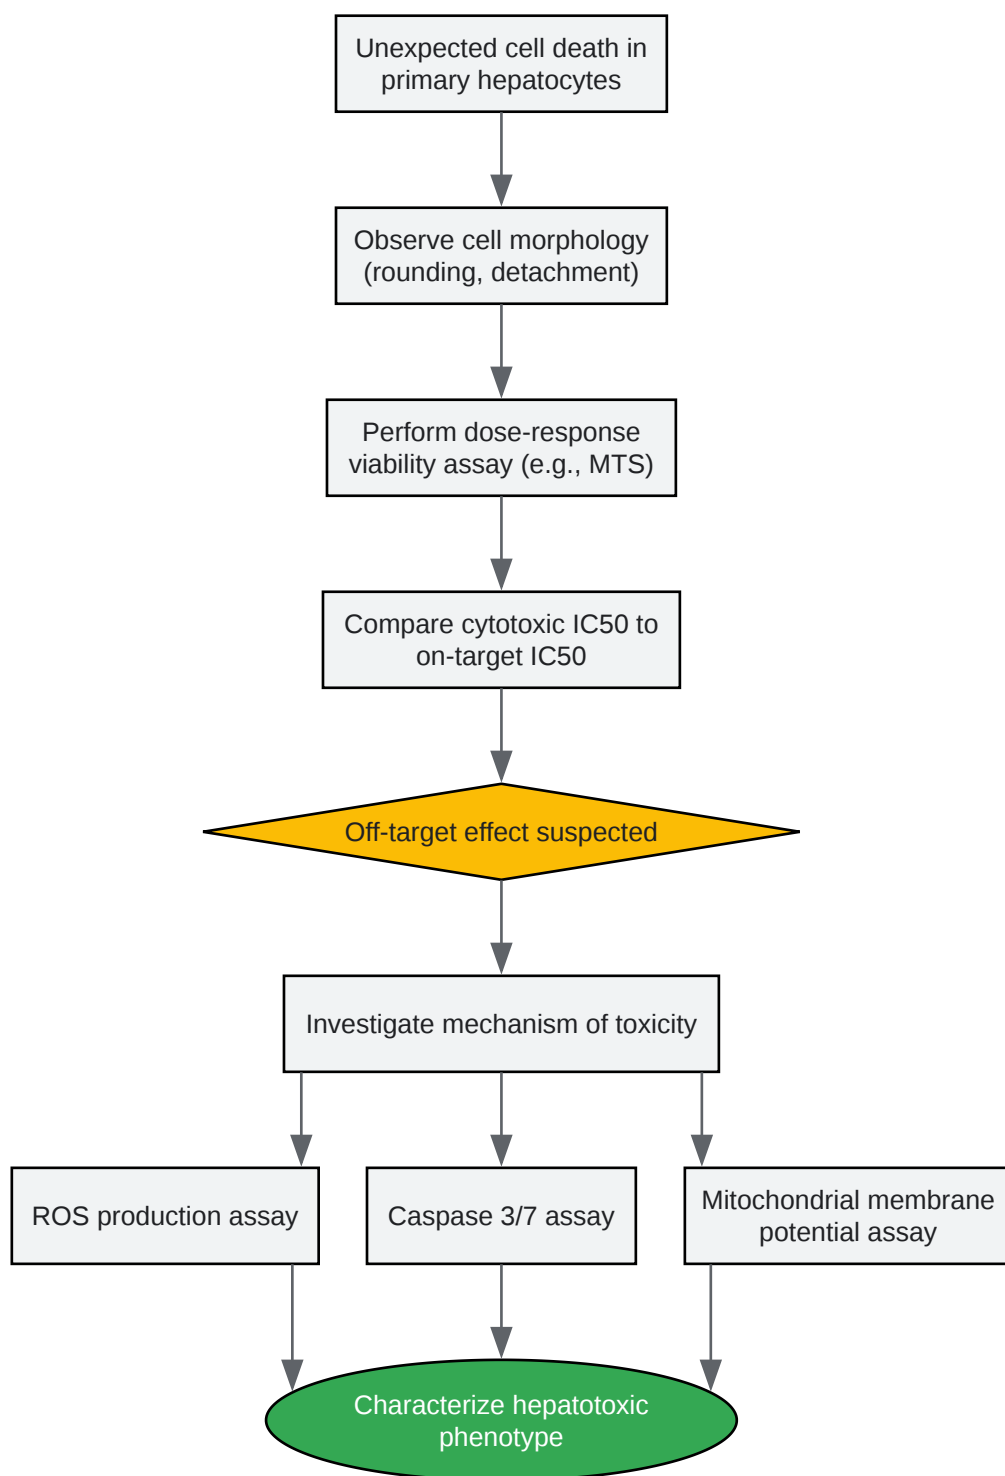 Unexpected cell death in
primary hepatocytes
Observe cell morphology
(rounding, detachment)
Perform dose-response
viability assay (e.g., MTS)
Compare cytotoxic IC50 to
on-target IC50
Off-target effect suspected
Investigate mechanism of toxicity
ROS production assay
Caspase 3/7 assay
Mitochondrial membrane
potential assay
Characterize hepatotoxic
phenotype